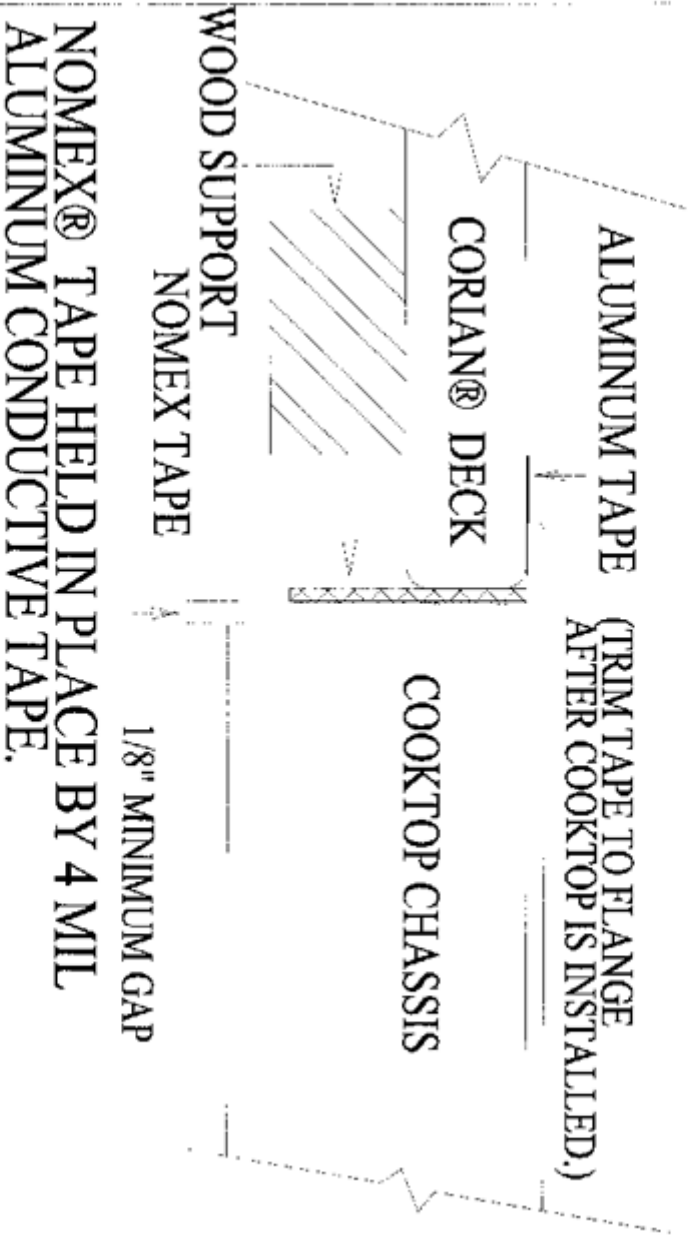 ALUMINUM TAPE
(TRIM TAPE TO FLANGE
AFTER COOKTOP IS INSTALLED.)
CORIAN® DECK
COOKTOP CHASSIS
WOOD SUPPORT
NOMEX TAPE
1/8" MINIMUM GAP
NOMEX® TAPE HELD IN PLACE BY 4 MIL
ALUMINUM CONDUCTIVE TAPE.